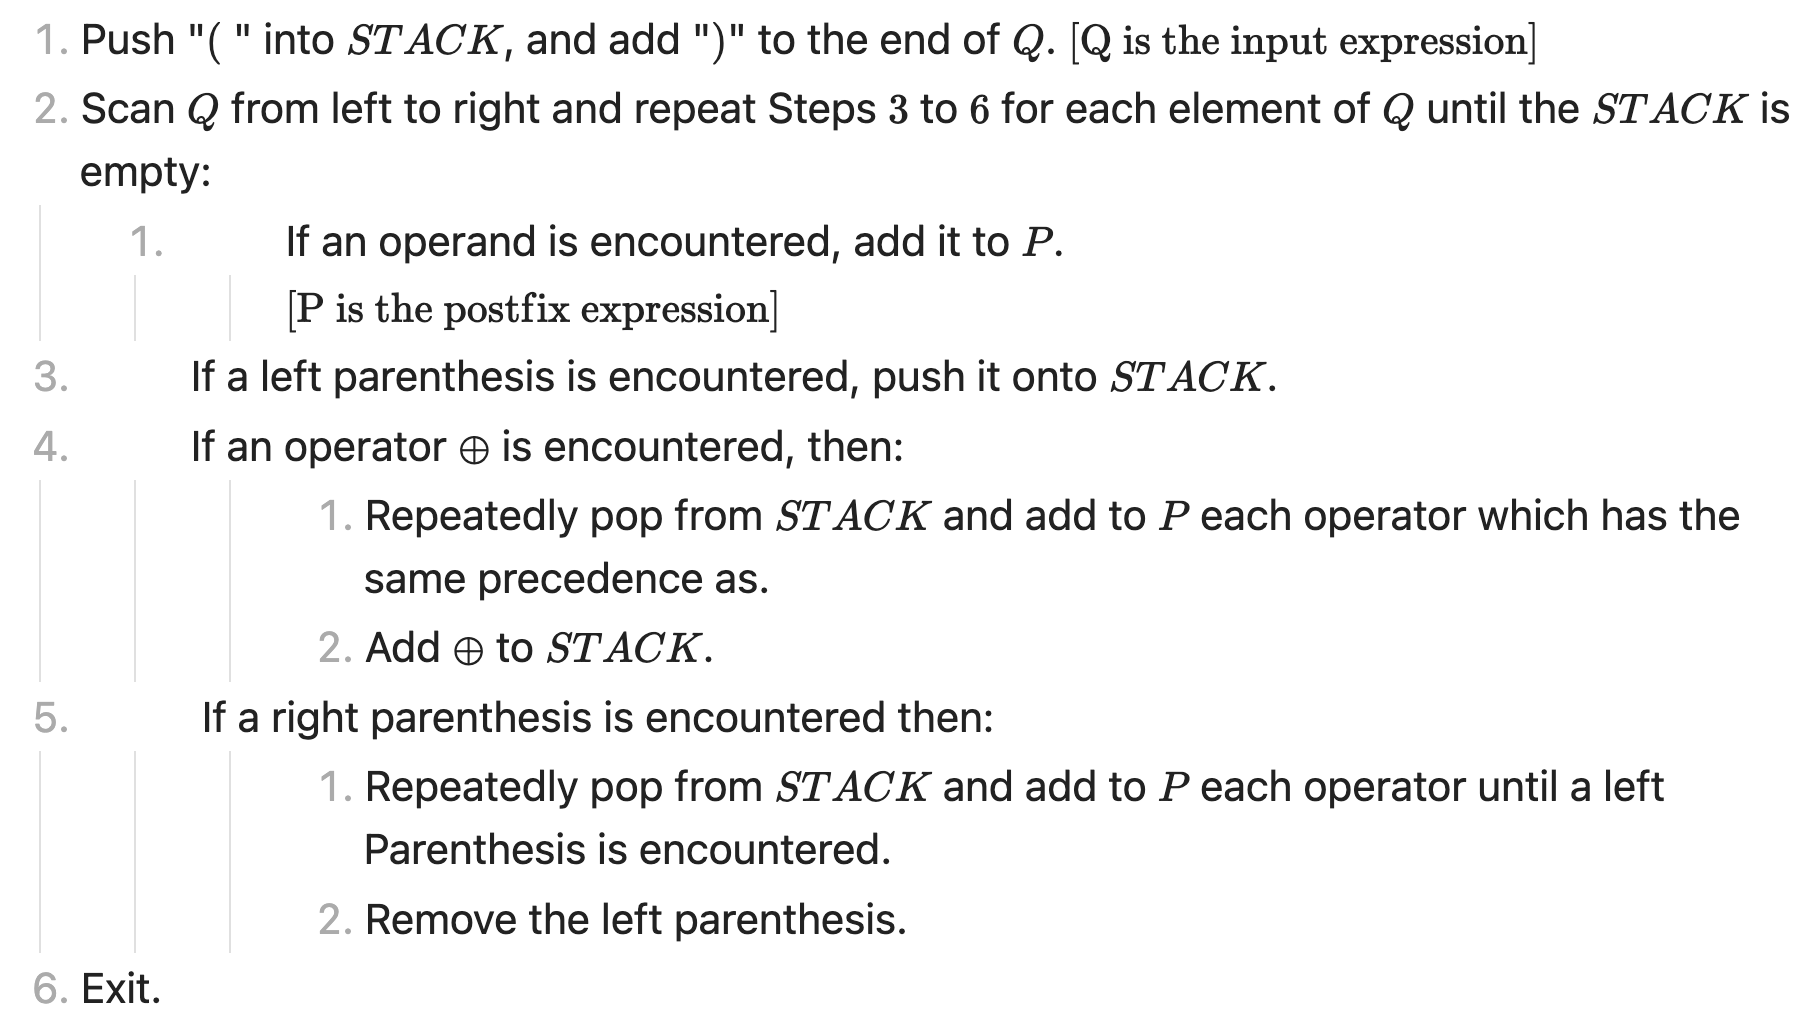 1. Push "( " into STACK, and add ")" to the end of Q. [Q is the input expression]
2. Scan Q from left to right and repeat Steps 3 to 6 for each element of Q until the STACK is
empty:
1. If an operand is encountered, add it to P.
[P is the postfix expression]
3. If a left parenthesis is encountered, push it onto STACK.
4. If an operator ⊕ is encountered, then:
1. Repeatedly pop from STACK and add to P each operator which has the
same precedence as.
2. Add ⊕ to STACK.
5. If a right parenthesis is encountered then:
1. Repeatedly pop from STACK and add to P each operator until a left
Parenthesis is encountered.
2. Remove the left parenthesis.
6. Exit.